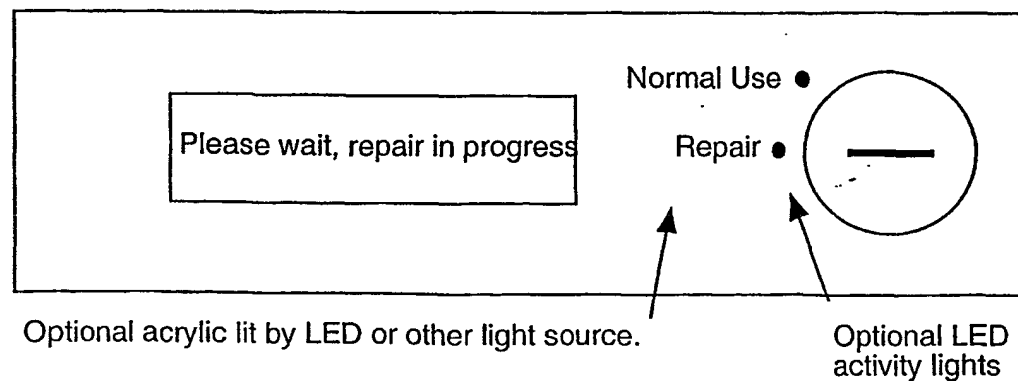 Normal Use
Please wait, repair in progress
Repair
Optional acrylic lit by LED or other light source.
Optional LED
activity lights